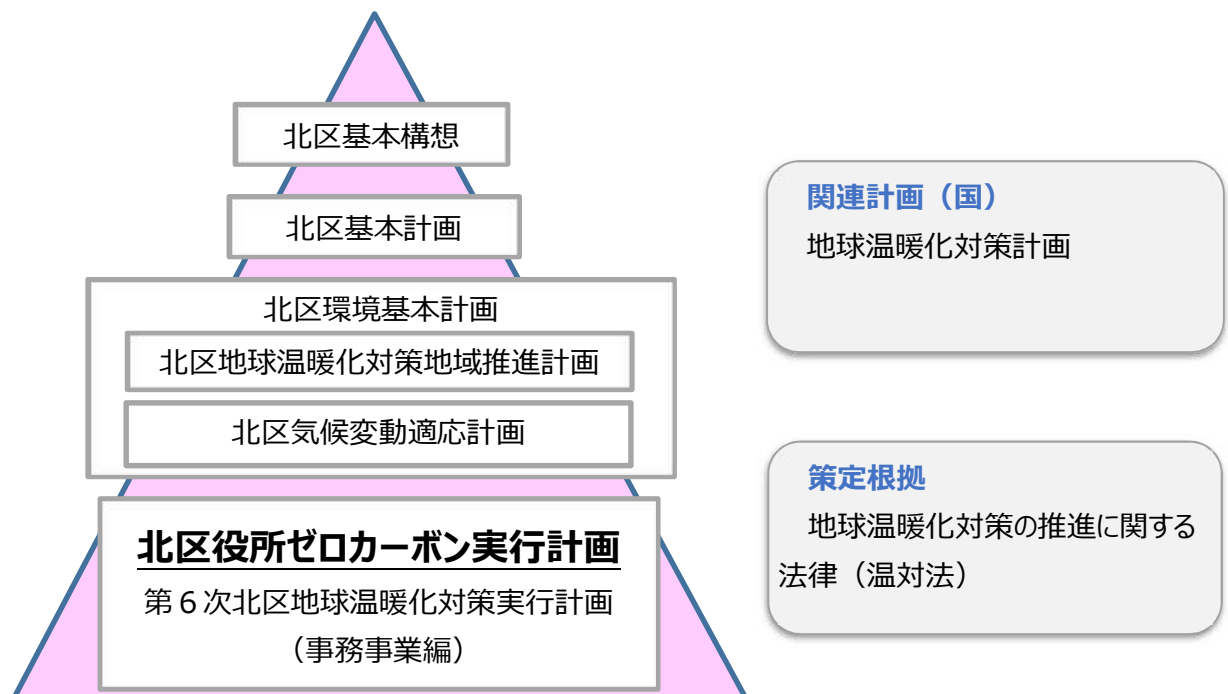 北区基本構想
北区基本計画
北区環境基本計画
北区地球温暖化対策地域推進計画
北区気候変動適応計画
北区役所ゼロカーボン実行計画
第６次北区地球温暖化対策実行計画
（事務事業編）
関連計画（国）
地球温暖化対策計画
策定根拠
地球温暖化対策の推進に関する
法律（温対法）